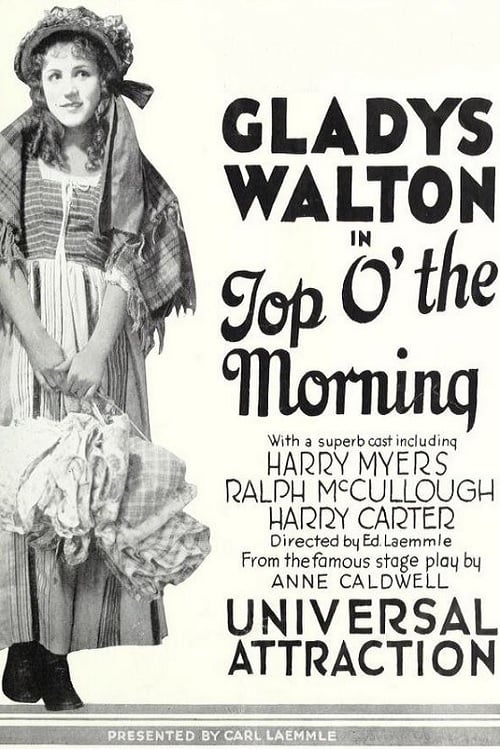 GLADYS
WALTON
IN
Top O' the
Morning
With a superb cast including
HARRY MYERS
RALPH McCULLOUGH
HARRY CARTER
Directed by Ed. Laemmle
From the famous stage play by
ANNE CALDWELL
UNIVERSAL
ATTRACTION
PRESENTED BY CARL LAEMMLE